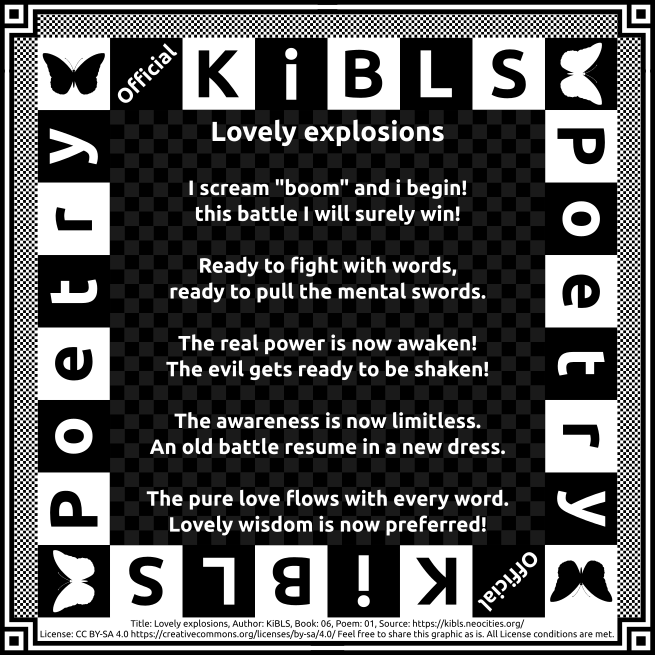 Official KiBLS
Poetry
Poetry
Lovely explosions
I scream "boom" and i begin!
this battle I will surely win!
Ready to fight with words,
ready to pull the mental swords.
The real power is now awaken!
The evil gets ready to be shaken!
The awareness is now limitless.
An old battle resume in a new dress.
The pure love flows with every word.
Lovely wisdom is now preferred!
Official KiBLS
Title: Lovely explosions, Author: KiBLS, Book: 06, Poem: 01, Source: https://kibls.neocities.org/
License: CC BY-SA 4.0 https://creativecommons.org/licenses/by-sa/4.0/ Feel free to share this graphic as is. All License conditions are met.